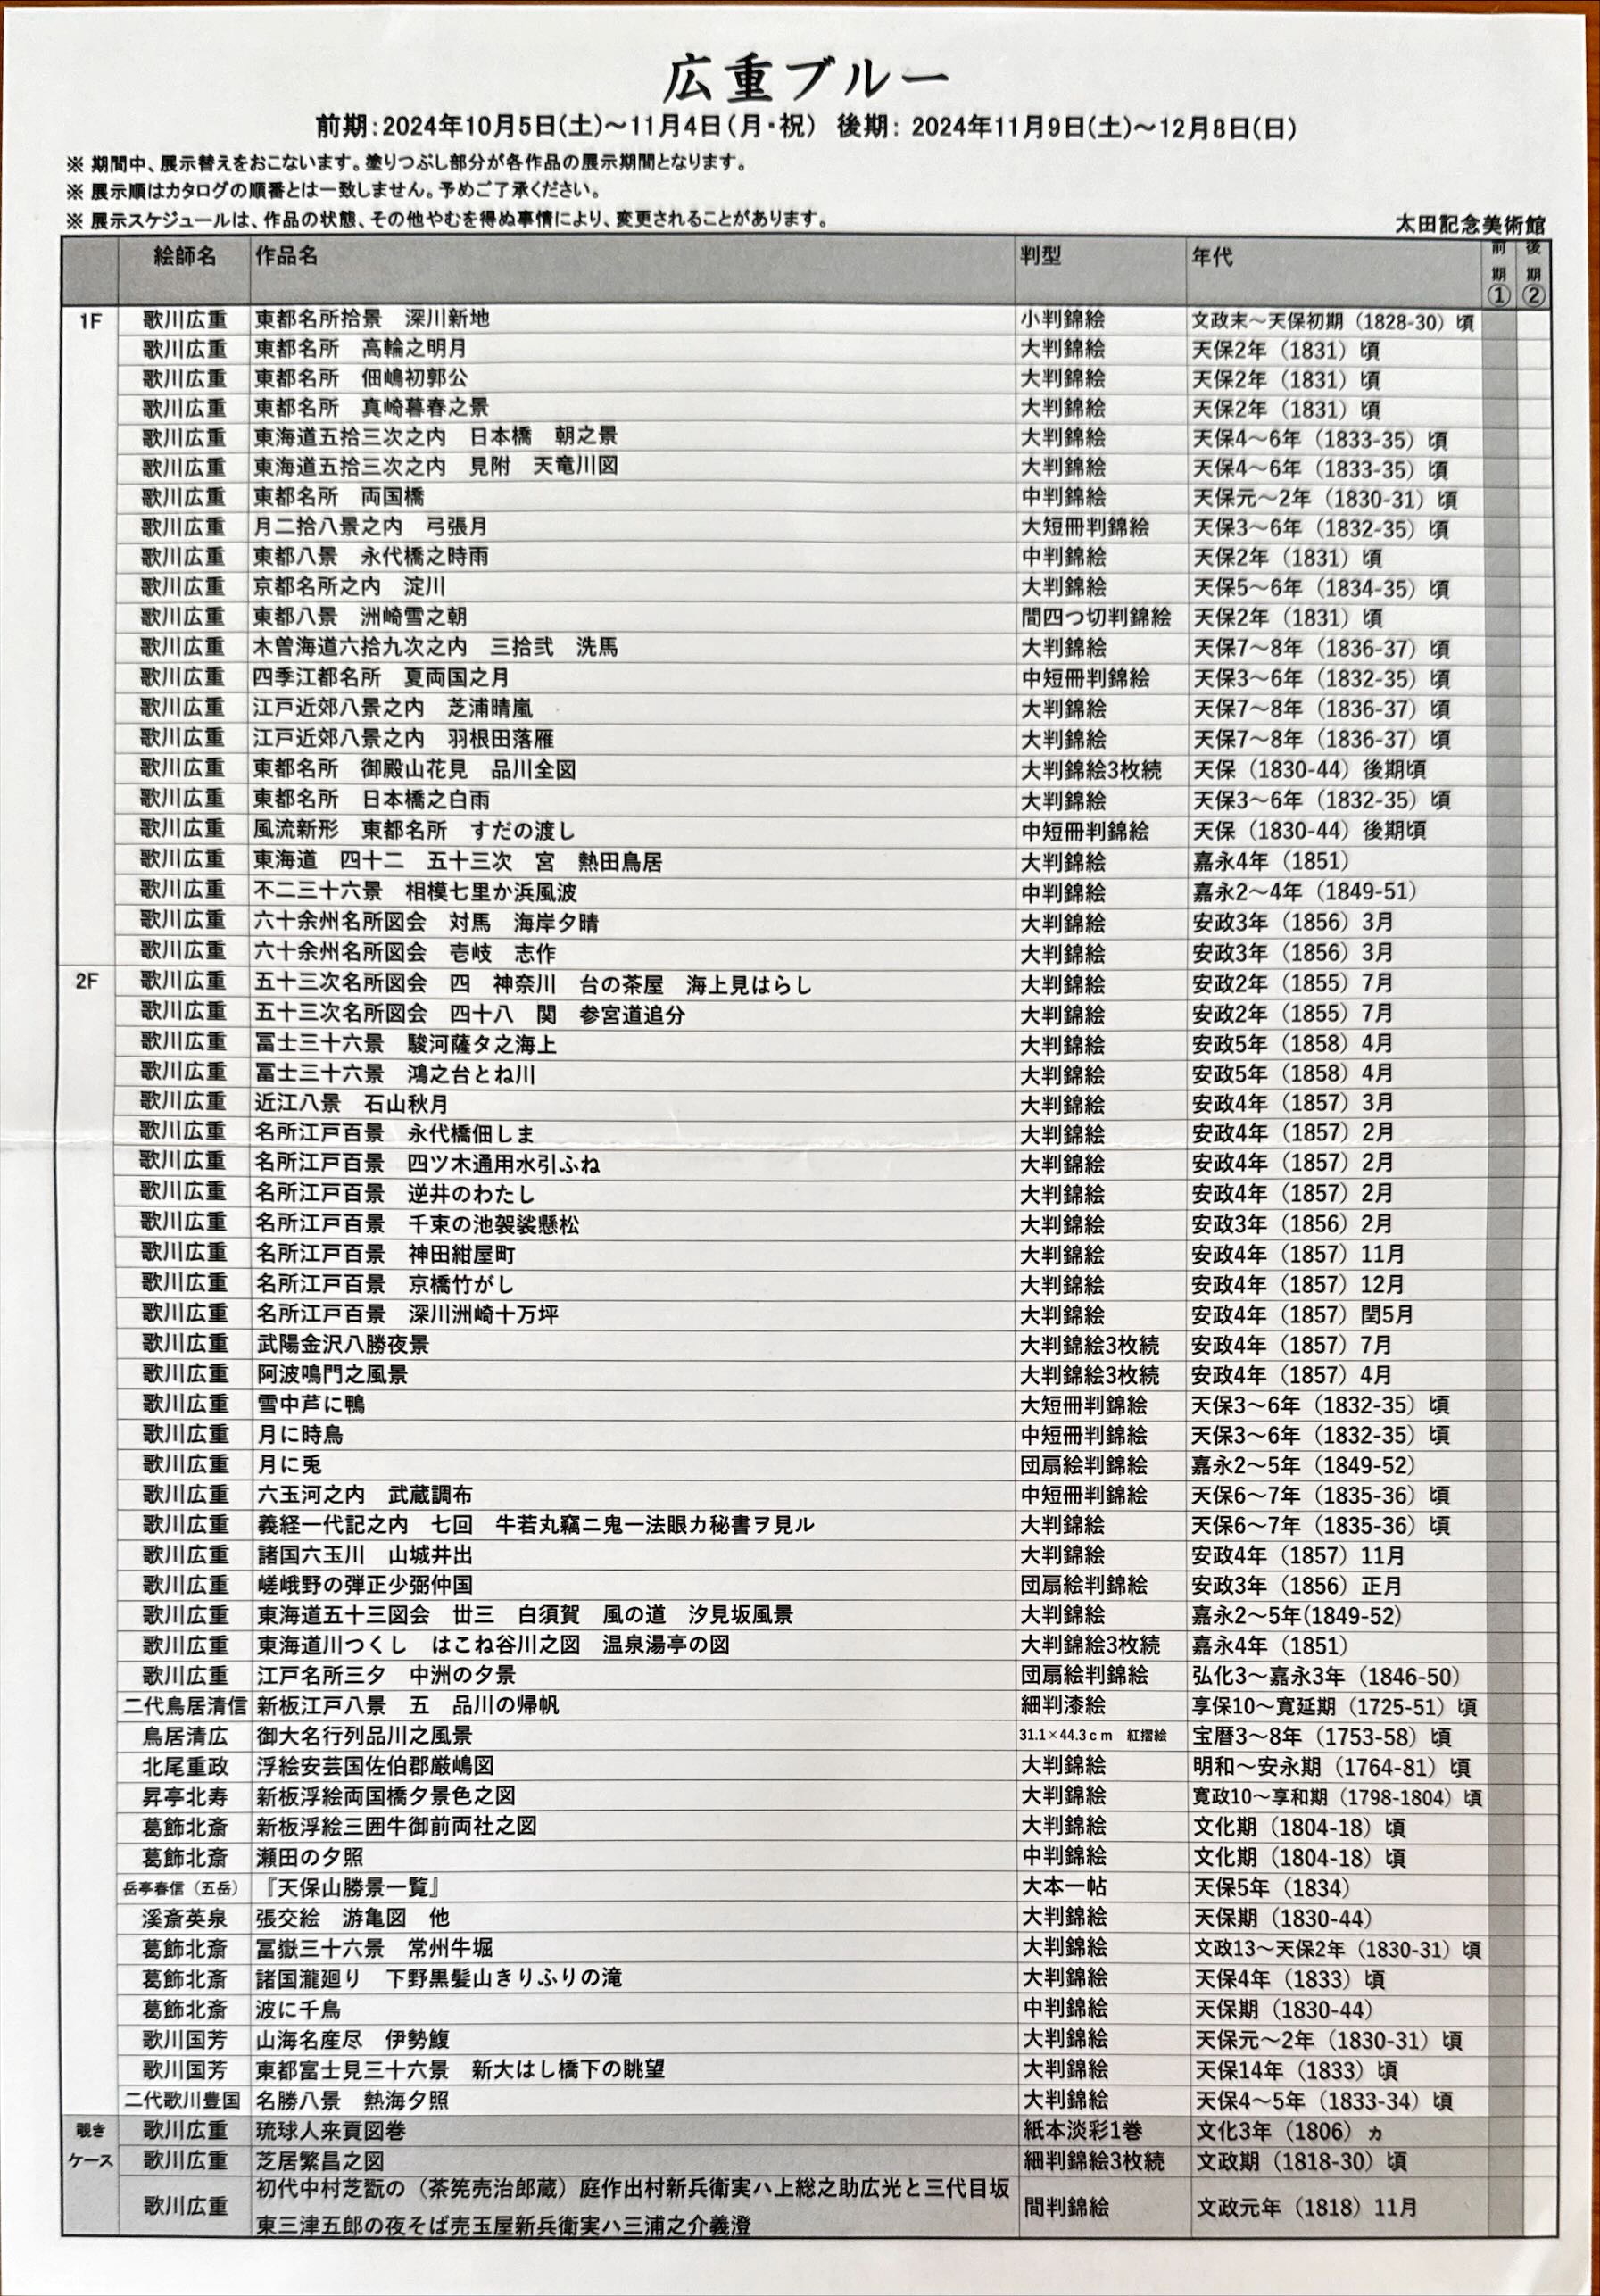 広重ブルー
前期：2024年10月5日(土)～11月4日(月・祝)　後期： 2024年11月9日(土)～12月8日(日)
※ 期間中、展示替えをおこないます。塗りつぶし部分が各作品の展示期間となります。
※ 展示順はカタログの順番とは一致しません。予めご了承ください。
※ 展示スケジュールは、作品の状態、その他やむを得ぬ事情により、変更されることがあります。
太田記念美術館
絵師名　作品名　判型　年代　前期①　後期②
1F　歌川広重　東都名所拾景　深川新地　小判錦絵　文政末～天保初期（1828-30）頃
歌川広重　東都名所　高輪之明月　大判錦絵　天保2年（1831）頃
歌川広重　東都名所　佃嶋初郭公　大判錦絵　天保2年（1831）頃
歌川広重　東都名所　真崎暮春之景　大判錦絵　天保2年（1831）頃
歌川広重　東海道五拾三次之内　日本橋　朝之景　大判錦絵　天保4～6年（1833-35）頃
歌川広重　東海道五拾三次之内　見附　天竜川図　大判錦絵　天保4～6年（1833-35）頃
歌川広重　東都名所　両国橋　中判錦絵　天保元～2年（1830-31）頃
歌川広重　月二拾八景之内　弓張月　大短冊判錦絵　天保3～6年（1832-35）頃
歌川広重　東都八景　永代橋之時雨　中判錦絵　天保2年（1831）頃
歌川広重　京都名所之内　淀川　大判錦絵　天保5～6年（1834-35）頃
歌川広重　東都八景　洲崎雪之朝　間四つ切判錦絵　天保2年（1831）頃
歌川広重　木曽海道六拾九次之内　三拾弐　洗馬　大判錦絵　天保7～8年（1836-37）頃
歌川広重　四季江都名所　夏両国之月　中短冊判錦絵　天保3～6年（1832-35）頃
歌川広重　江戸近郊八景之内　芝浦晴嵐　大判錦絵　天保7～8年（1836-37）頃
歌川広重　江戸近郊八景之内　羽根田落雁　大判錦絵　天保7～8年（1836-37）頃
歌川広重　東都名所　御殿山花見　品川全図　大判錦絵3枚続　天保（1830-44）後期頃
歌川広重　東都名所　日本橋之白雨　大判錦絵　天保3～6年（1832-35）頃
歌川広重　風流新形　東都名所　すだの渡し　中短冊判錦絵　天保（1830-44）後期頃
歌川広重　東海道　四十二　五十三次　宮　熱田鳥居　大判錦絵　嘉永4年（1851）
歌川広重　不二三十六景　相模七里か浜風波　中判錦絵　嘉永2～4年（1849-51）
歌川広重　六十余州名所図会　対馬　海岸夕晴　大判錦絵　安政3年（1856）3月
歌川広重　六十余州名所図会　壱岐　志作　大判錦絵　安政3年（1856）3月
2F　歌川広重　五十三次名所図会　四　神奈川　台の茶屋　海上見はらし　大判錦絵　安政2年（1855）7月
歌川広重　五十三次名所図会　四十八　関　参宮道追分　大判錦絵　安政2年（1855）7月
歌川広重　冨士三十六景　駿河薩タ之海上　大判錦絵　安政5年（1858）4月
歌川広重　冨士三十六景　鴻之台とね川　大判錦絵　安政5年（1858）4月
歌川広重　近江八景　石山秋月　大判錦絵　安政4年（1857）3月
歌川広重　名所江戸百景　永代橋佃しま　大判錦絵　安政4年（1857）2月
歌川広重　名所江戸百景　四ツ木通用水引ふね　大判錦絵　安政4年（1857）2月
歌川広重　名所江戸百景　逆井のわたし　大判錦絵　安政4年（1857）2月
歌川広重　名所江戸百景　千束の池袈裟懸松　大判錦絵　安政3年（1856）2月
歌川広重　名所江戸百景　神田紺屋町　大判錦絵　安政4年（1857）11月
歌川広重　名所江戸百景　京橋竹がし　大判錦絵　安政4年（1857）12月
歌川広重　名所江戸百景　深川洲崎十万坪　大判錦絵　安政4年（1857）閏5月
歌川広重　武陽金沢八勝夜景　大判錦絵3枚続　安政4年（1857）7月
歌川広重　阿波鳴門之風景　大判錦絵3枚続　安政4年（1857）4月
歌川広重　雪中芦に鴨　大短冊判錦絵　天保3～6年（1832-35）頃
歌川広重　月に時鳥　中短冊判錦絵　天保3～6年（1832-35）頃
歌川広重　月に兎　団扇絵判錦絵　嘉永2～5年（1849-52）
歌川広重　六玉河之内　武蔵調布　中短冊判錦絵　天保6～7年（1835-36）頃
歌川広重　義経一代記之内　七回　牛若丸竊ニ鬼一法眼カ秘書ヲ見ル　大判錦絵　天保6～7年（1835-36）頃
歌川広重　諸国六玉川　山城井出　大判錦絵　安政4年（1857）11月
歌川広重　嵯峨野の弾正少弼仲国　団扇絵判錦絵　安政3年（1856）正月
歌川広重　東海道五十三図会　丗三　白須賀　風の道　汐見坂風景　大判錦絵　嘉永2～5年(1849-52)
歌川広重　東海道川つくし　はこね谷川之図　温泉湯亭の図　大判錦絵3枚続　嘉永4年（1851）
歌川広重　江戸名所三夕　中洲の夕景　団扇絵判錦絵　弘化3～嘉永3年（1846-50）
二代鳥居清信　新板江戸八景　五　品川の帰帆　細判漆絵　享保10～寛延期（1725-51）頃
鳥居清広　御大名行列品川之風景　31.1×44.3ｃｍ　紅摺絵　宝暦3～8年（1753-58）頃
北尾重政　浮絵安芸国佐伯郡厳嶋図　大判錦絵　明和～安永期（1764-81）頃
昇亭北寿　新板浮絵両国橋夕景色之図　大判錦絵　寛政10～享和期（1798-1804）頃
葛飾北斎　新板浮絵三囲牛御前両社之図　大判錦絵　文化期（1804-18）頃
葛飾北斎　瀬田の夕照　中判錦絵　文化期（1804-18）頃
岳亭春信（五岳）　『天保山勝景一覧』　大本一帖　天保5年（1834）
溪斎英泉　張交絵　游亀図　他　大判錦絵　天保期（1830-44）
葛飾北斎　冨嶽三十六景　常州牛堀　大判錦絵　文政13～天保2年（1830-31）頃
葛飾北斎　諸国瀧廻り　下野黒髪山きりふりの滝　大判錦絵　天保4年（1833）頃
葛飾北斎　波に千鳥　中判錦絵　天保期（1830-44）
歌川国芳　山海名産尽　伊勢鰒　大判錦絵　天保元～2年（1830-31）頃
歌川国芳　東都富士見三十六景　新大はし橋下の眺望　大判錦絵　天保14年（1833）頃
二代歌川豊国　名勝八景　熱海夕照　大判錦絵　天保4～5年（1833-34）頃
覗きケース　歌川広重　琉球人来貢図巻　紙本淡彩1巻　文化3年（1806）ヵ
歌川広重　芝居繁昌之図　細判錦絵3枚続　文政期（1818-30）頃
歌川広重　初代中村芝翫の（茶筅売治郎蔵）庭作出村新兵衛実ハ上総之助広光と三代目坂
東三津五郎の夜そば売玉屋新兵衛実ハ三浦之介義澄　間判錦絵　文政元年（1818）11月